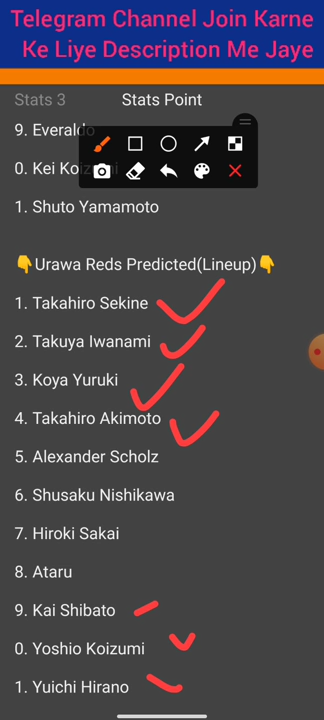 Telegram Channel Join Karne
Ke Liye Description Me Jaye
Stats 3 Stats Point
9. Everaldo
0. Kei
1. Shuto Yamamoto
👇Urawa Reds Predicted(Lineup)👇
1. Takahiro Sekine
2. Takuya Iwanami
3. Koya Yuruki
4. Takahiro Akimoto
5. Alexander Scholz
6. Shusaku Nishikawa
7. Hiroki Sakai
8. Ataru
9. Kai Shibato
0. Yoshio Koizumi
1. Yuichi Hirano